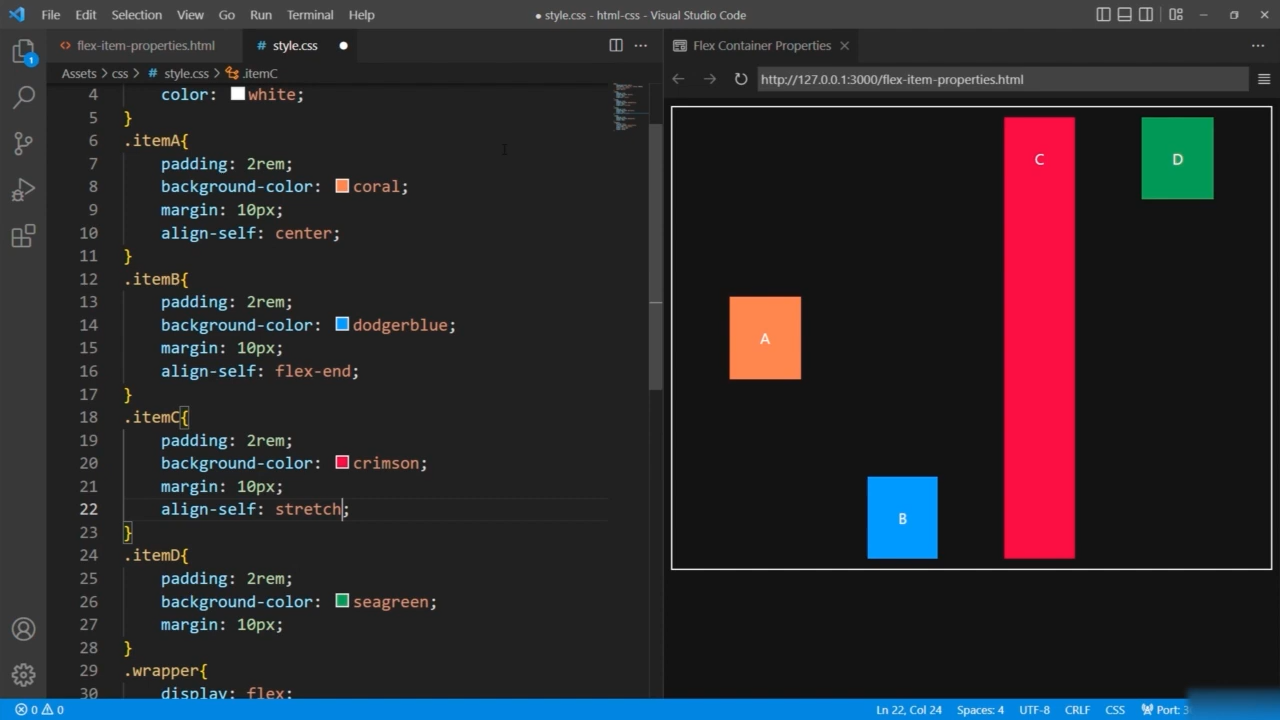 File Edit Selection View Go Run Terminal Help
● style.css - html-css - Visual Studio Code
flex-item-properties.html
# style.css ●
Assets > css > # style.css > .itemC
4 color: white;
5 }
6 .itemA{
7 padding: 2rem;
8 background-color: coral;
9 margin: 10px;
10 align-self: center;
11 }
12 .itemB{
13 padding: 2rem;
14 background-color: dodgerblue;
15 margin: 10px;
16 align-self: flex-end;
17 }
18 .itemC{
19 padding: 2rem;
20 background-color: crimson;
21 margin: 10px;
22 align-self: stretch;
23 }
24 .itemD{
25 padding: 2rem;
26 background-color: seagreen;
27 margin: 10px;
28 }
29 .wrapper{
30 display: flex;
1
Flex Container Properties
http://127.0.0.1:3000/flex-item-properties.html
C
D
A
B
0 0
Ln 22, Col 24 Spaces: 4 UTF-8 CRLF CSS Port: